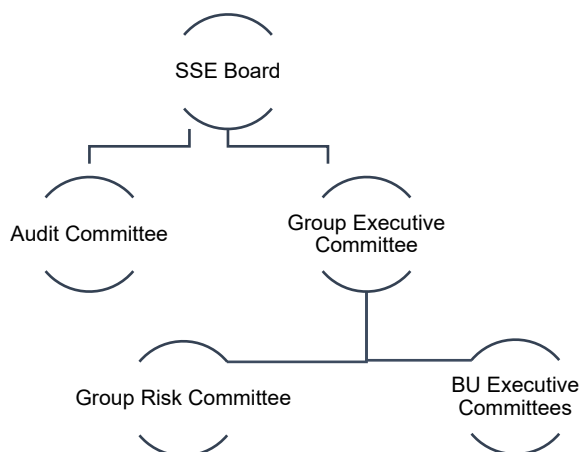 SSE Board
Audit Committee
Group Executive
Committee
Group Risk Committee
BU Executive
Committees